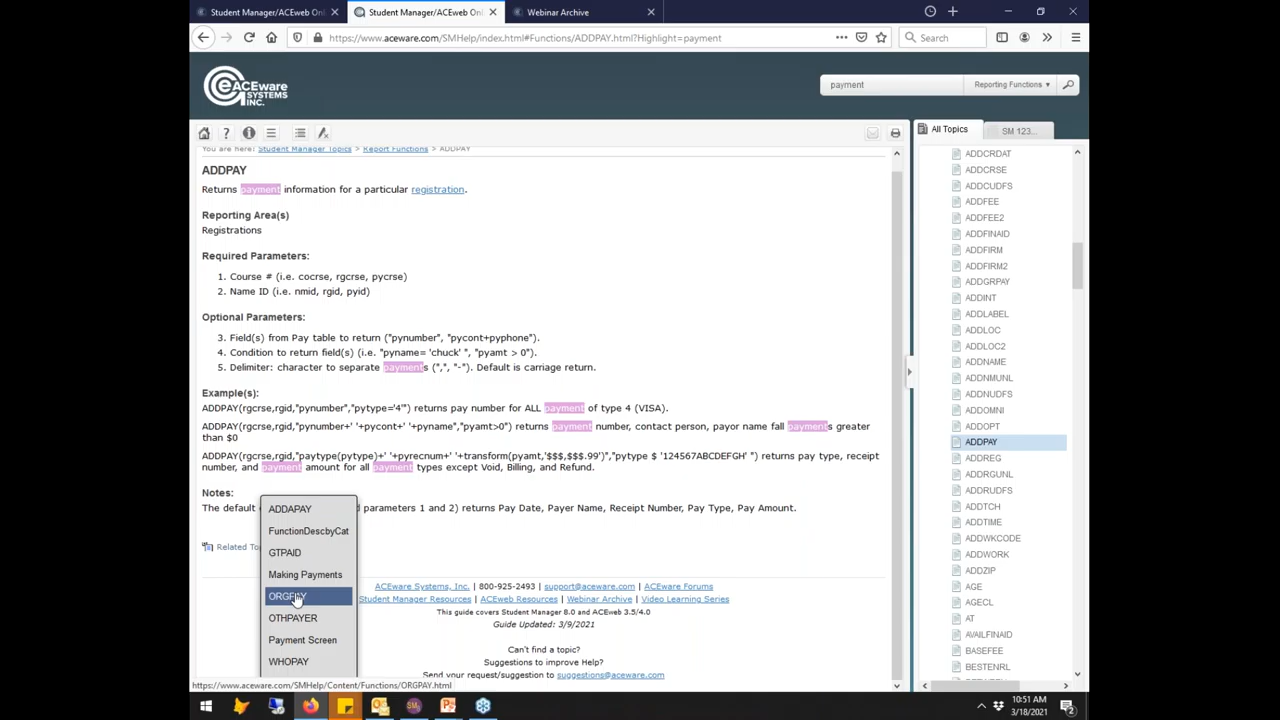 Student Manager/ACEweb Onl
Student Manager/ACEweb Onl
Webinar Archive
https://www.aceware.com/SMHelp/index.html#Functions/ADDPAY.html?Highlight=payment
Search
ACEware SYSTEMS INC.
payment
Reporting Functions
All Topics
SM 123...
You are here: Student Manager Topics > Report Functions > ADDPAY
ADDPAY
Returns payment information for a particular registration.
Reporting Area(s)
Registrations
Required Parameters:
1. Course # (i.e. cocrse, rgcrse, pycrse)
2. Name ID (i.e. nmid, rgid, pyid)
Optional Parameters:
3. Field(s) from Pay table to return ("pynumber", "pycont+pyphone").
4. Condition to return field(s) (i.e. "pyname= 'chuck' ", "pyamt > 0").
5. Delimiter: character to separate payments (",", "-"). Default is carriage return.
Example(s):
ADDPAY(rgcrse,rgid,"pynumber","pytype='4'") returns pay number for ALL payment of type 4 (VISA).
ADDPAY(rgcrse,rgid,"pynumber+' '+pycont+' '+pyname","pyamt>0") returns payment number, contact person, payor name fall payments greater
than $0
ADDPAY(rgcrse,rgid,"paytype(pytype)+' '+pyrecnum+' '+transform(pyamt,'$$$,$$$.99')","pytype $ '124567ABCDEFGH' ") returns pay type, receipt
number, and payment amount for all payment types except Void, Billing, and Refund.
Notes:
The default d parameters 1 and 2) returns Pay Date, Payer Name, Receipt Number, Pay Type, Pay Amount.
Related To
ADDAPAY
FunctionDescbyCat
GTPAID
Making Payments
ORGPAY
OTHPAYER
Payment Screen
WHOPAY
ACEware Systems, Inc. | 800-925-2493 | support@aceware.com | ACEware Forums
Student Manager Resources | ACEweb Resources | Webinar Archive | Video Learning Series
This guide covers Student Manager 8.0 and ACEweb 3.5/4.0
Guide Updated: 3/9/2021
Can't find a topic?
Suggestions to improve Help?
Send your request/suggestion to suggestions@aceware.com
ADDCRDAT
ADDCRSE
ADDCUDFS
ADDFEE
ADDFEE2
ADDFINAID
ADDFIRM
ADDFIRM2
ADDGRPAY
ADDINT
ADDLABEL
ADDLOC
ADDLOC2
ADDNAME
ADDNMUNL
ADDNUDFS
ADDOMNI
ADDOPT
ADDPAY
ADDREG
ADDRGUNL
ADDRUDFS
ADDTCH
ADDTIME
ADDWKCODE
ADDWORK
ADDZIP
AGE
AGECL
AT
AVAILFINAID
BASEFEE
BESTENRL
https://www.aceware.com/SMHelp/Content/Functions/ORGPAY.html
10:51 AM
3/18/2021
2